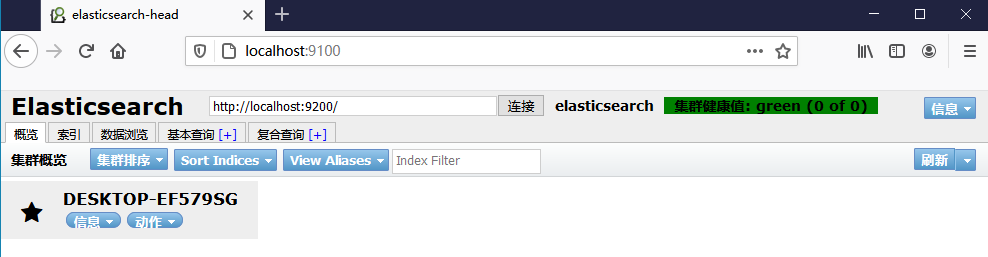 elasticsearch-head
localhost:9100
Elasticsearch http://localhost:9200/ 连接 elasticsearch 集群健康值: green (0 of 0) 信息
概览 索引 数据浏览 基本查询 [+] 复合查询 [+]
集群概览 集群排序 Sort Indices View Aliases Index Filter 刷新
DESKTOP-EF579SG
信息 动作